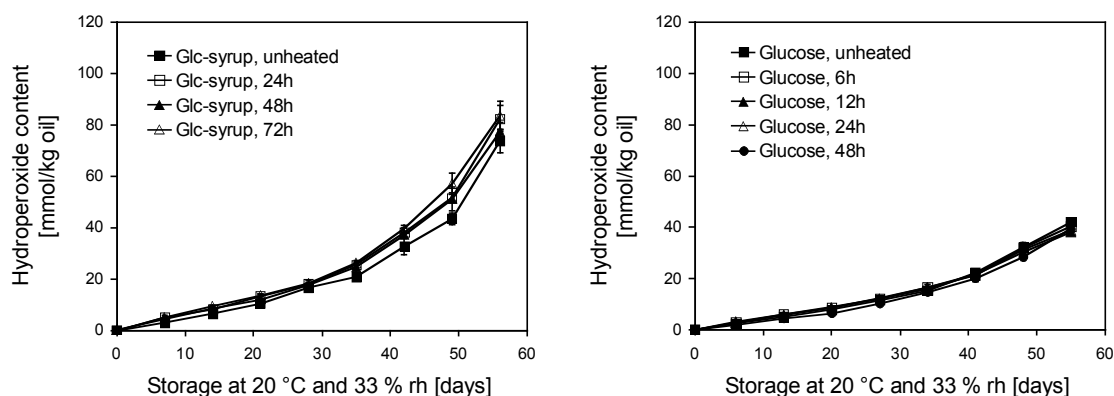 Hydroperoxide content
[mmol/kg oil]
120
100
80
60
40
20
0
Glc-syrup, unheated
Glc-syrup, 24h
Glc-syrup, 48h
Glc-syrup, 72h
0 10 20 30 40 50 60
Storage at 20 °C and 33 % rh [days]
Hydroperoxide content
[mmol/kg oil]
120
100
80
60
40
20
0
Glucose, unheated
Glucose, 6h
Glucose, 12h
Glucose, 24h
Glucose, 48h
0 10 20 30 40 50 60
Storage at 20 °C and 33 % rh [days]